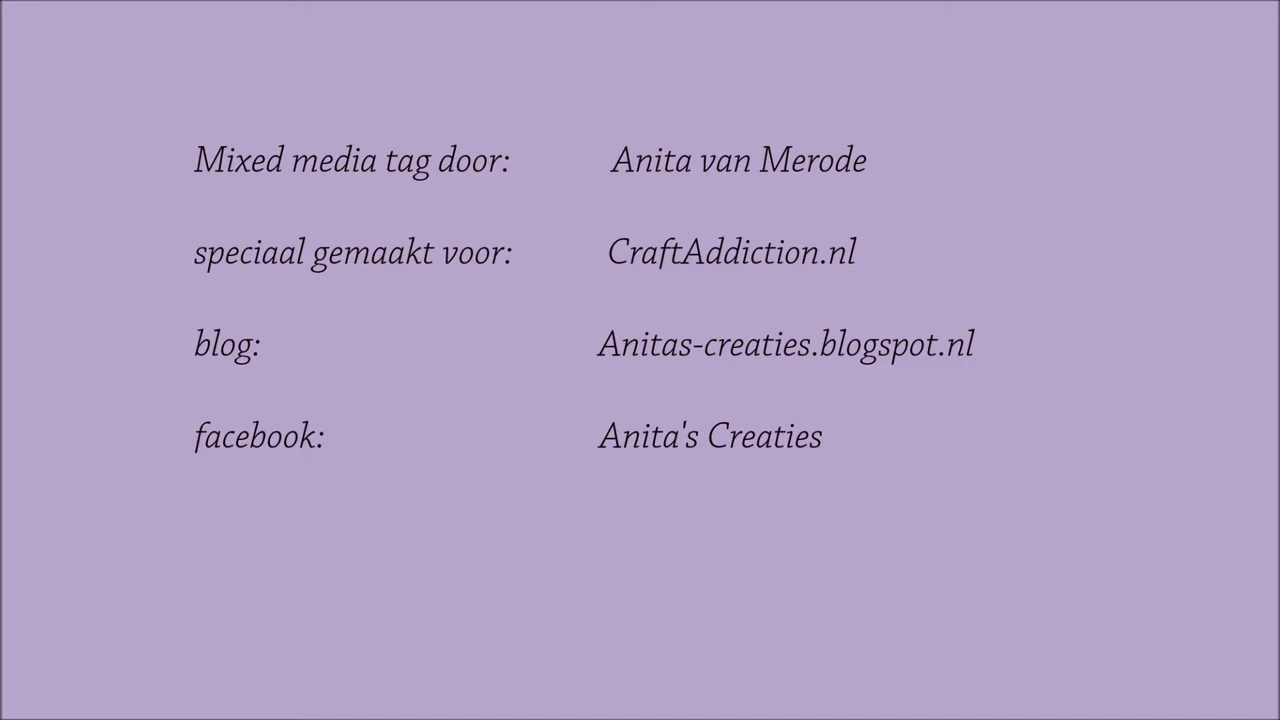 Mixed media tag door: Anita van Merode
speciaal gemaakt voor: CraftAddiction.nl
blog: Anitas-creaties.blogspot.nl
facebook: Anita's Creaties